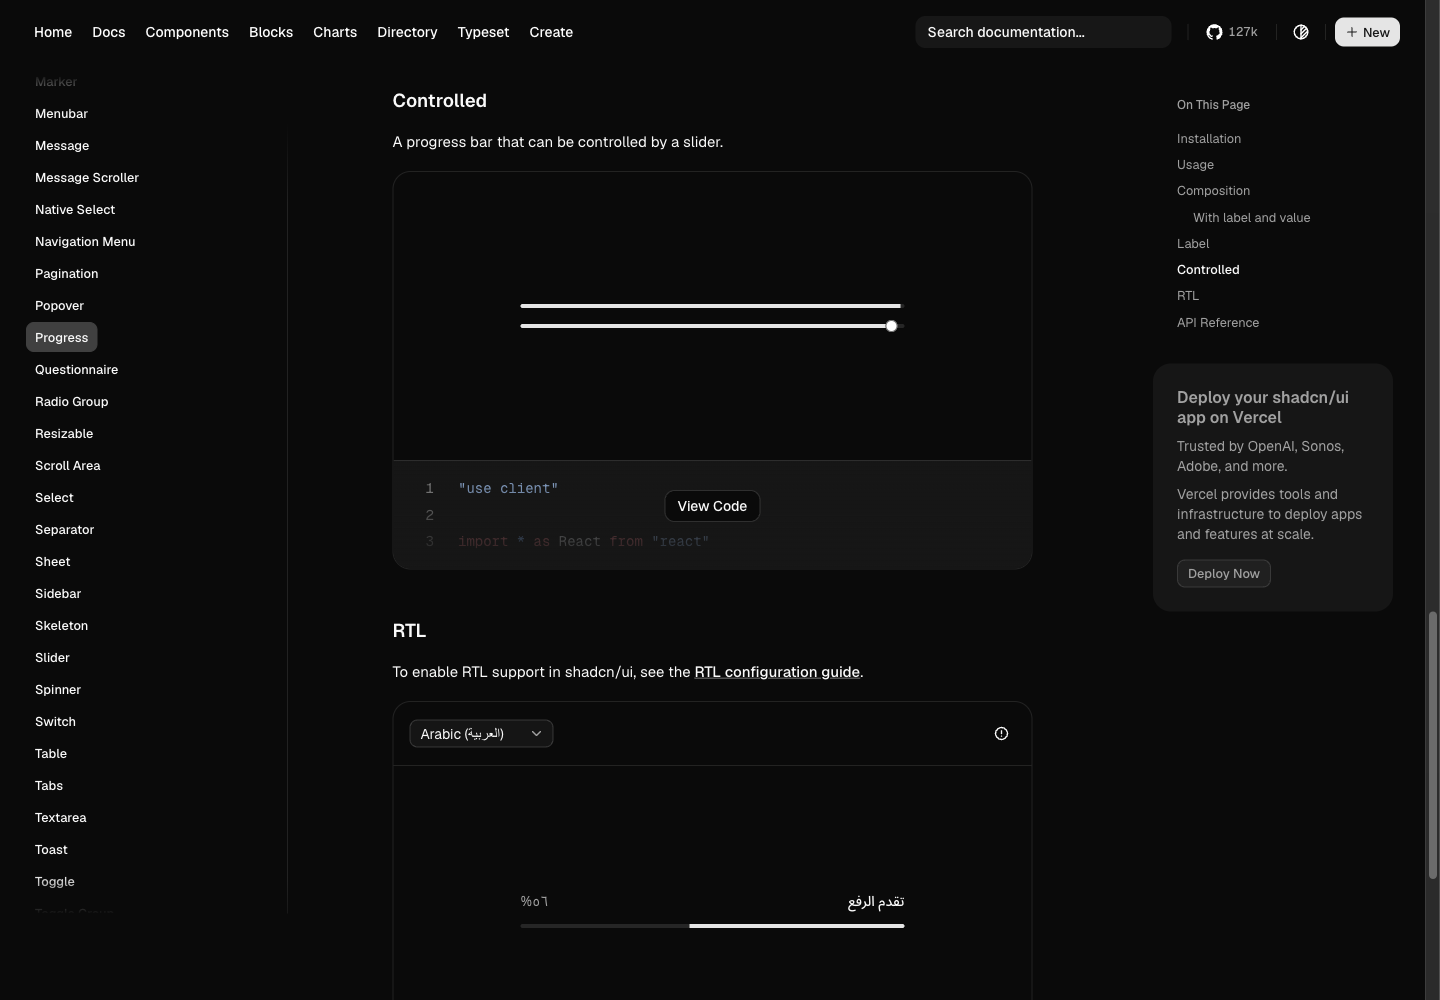 Home Docs Components Blocks Charts Directory Typeset Create
Search documentation... 127k New
Marker
Menubar
Message
Message Scroller
Native Select
Navigation Menu
Pagination
Popover
Progress
Questionnaire
Radio Group
Resizable
Scroll Area
Select
Separator
Sheet
Sidebar
Skeleton
Slider
Spinner
Switch
Table
Tabs
Textarea
Toast
Toggle
Toggle Group
Controlled
A progress bar that can be controlled by a slider.
1 "use client"
2
3 import * as React from "react"
View Code
RTL
To enable RTL support in shadcn/ui, see the RTL configuration guide.
Arabic (العربية)
تقدم الرفع
%٥٦
On This Page
Installation
Usage
Composition
With label and value
Label
Controlled
RTL
API Reference
Deploy your shadcn/ui
app on Vercel
Trusted by OpenAI, Sonos,
Adobe, and more.
Vercel provides tools and
infrastructure to deploy apps
and features at scale.
Deploy Now